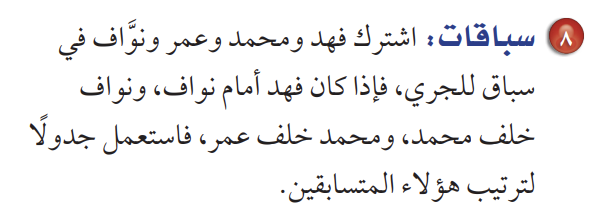 ٨ سباقات: اشترك فهد ومحمد وعمر ونوَّاف في
سباق للجري، فإذا كان فهد أمام نواف، ونواف
خلف محمد، ومحمد خلف عمر، فاستعمل جدولًا
لترتيب هؤلاء المتسابقين.